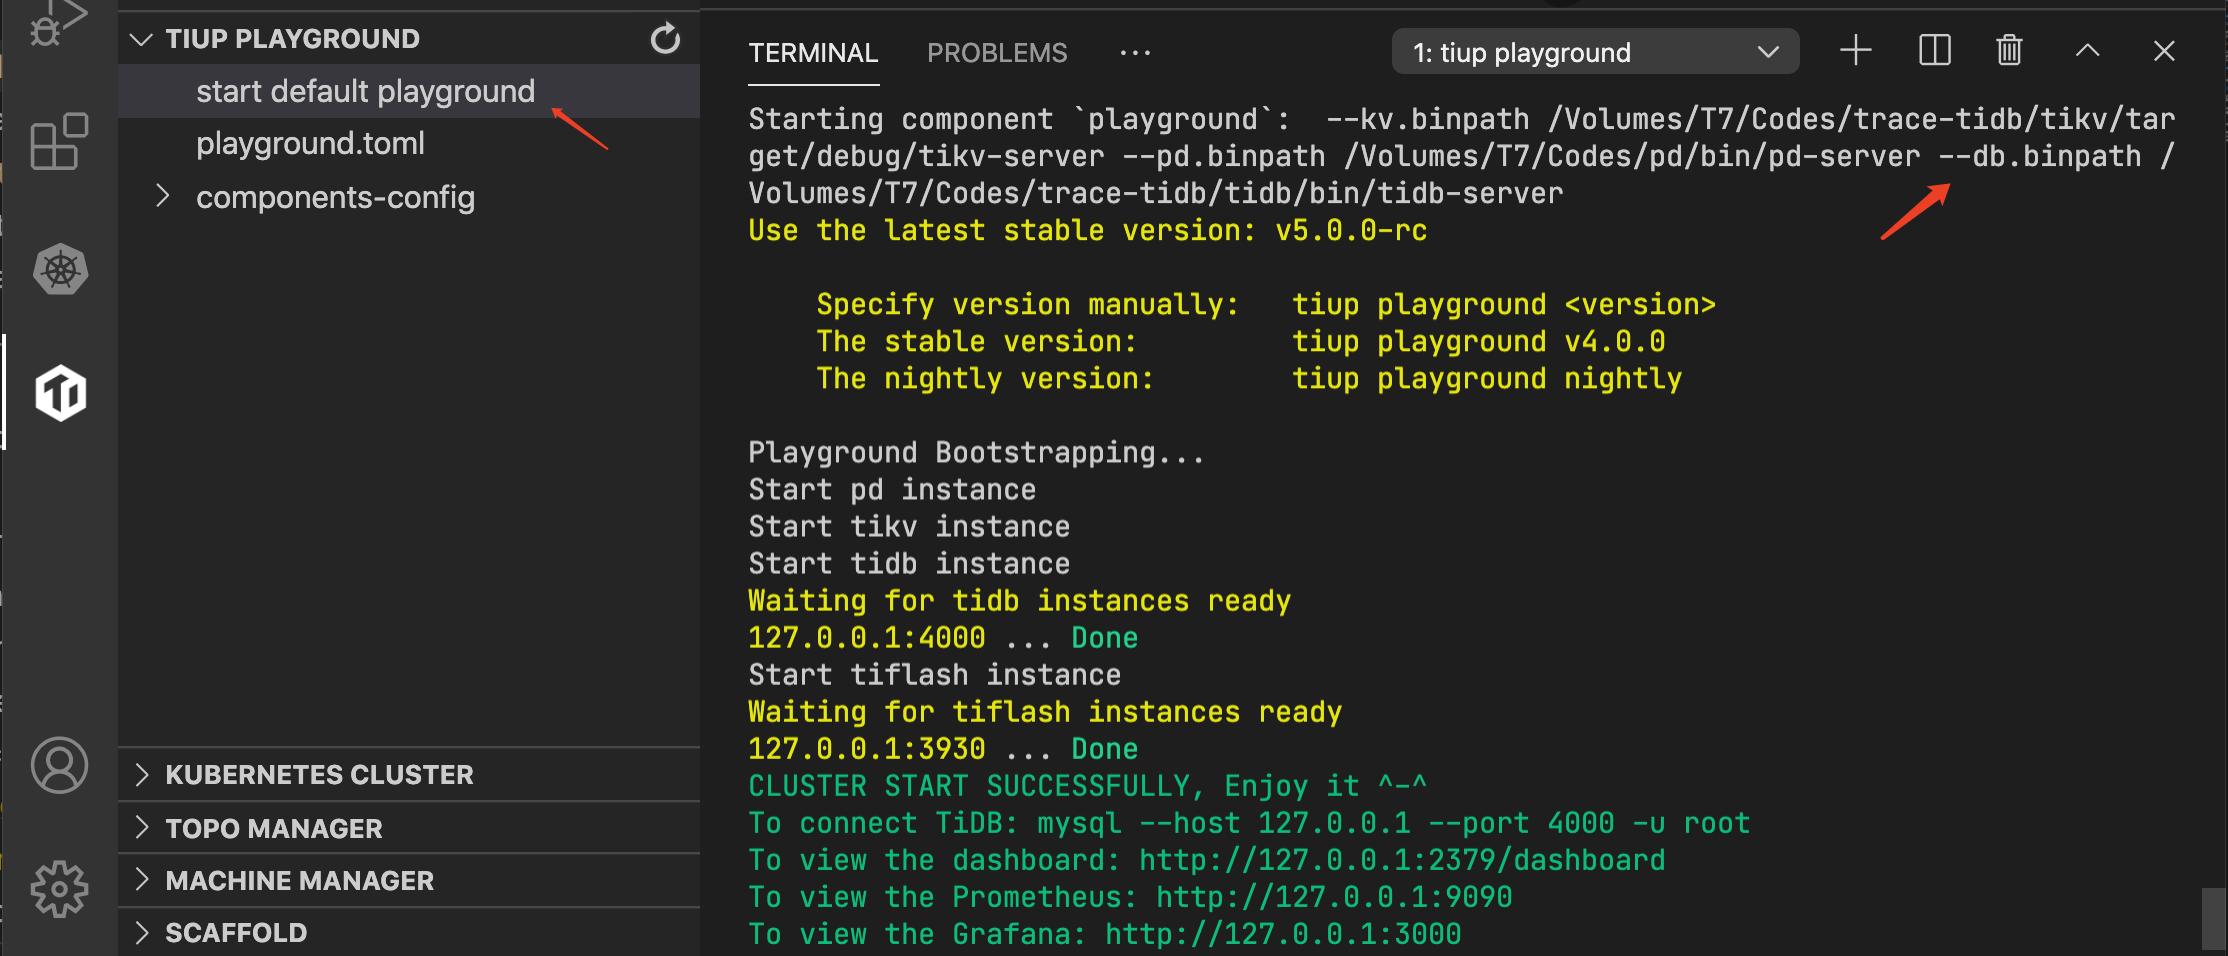 TIUP PLAYGROUND
start default playground
playground.toml
components-config
KUBERNETES CLUSTER
TOPO MANAGER
MACHINE MANAGER
SCAFFOLD
TERMINAL PROBLEMS ··· 1: tiup playground
Starting component `playground`:  --kv.binpath /Volumes/T7/Codes/trace-tidb/tikv/tar
get/debug/tikv-server --pd.binpath /Volumes/T7/Codes/pd/bin/pd-server --db.binpath /
Volumes/T7/Codes/trace-tidb/tidb/bin/tidb-server
Use the latest stable version: v5.0.0-rc
Specify version manually:   tiup playground <version>
The stable version:         tiup playground v4.0.0
The nightly version:        tiup playground nightly
Playground Bootstrapping...
Start pd instance
Start tikv instance
Start tidb instance
Waiting for tidb instances ready
127.0.0.1:4000 ... Done
Start tiflash instance
Waiting for tiflash instances ready
127.0.0.1:3930 ... Done
CLUSTER START SUCCESSFULLY, Enjoy it ^-^
To connect TiDB: mysql --host 127.0.0.1 --port 4000 -u root
To view the dashboard: http://127.0.0.1:2379/dashboard
To view the Prometheus: http://127.0.0.1:9090
To view the Grafana: http://127.0.0.1:3000